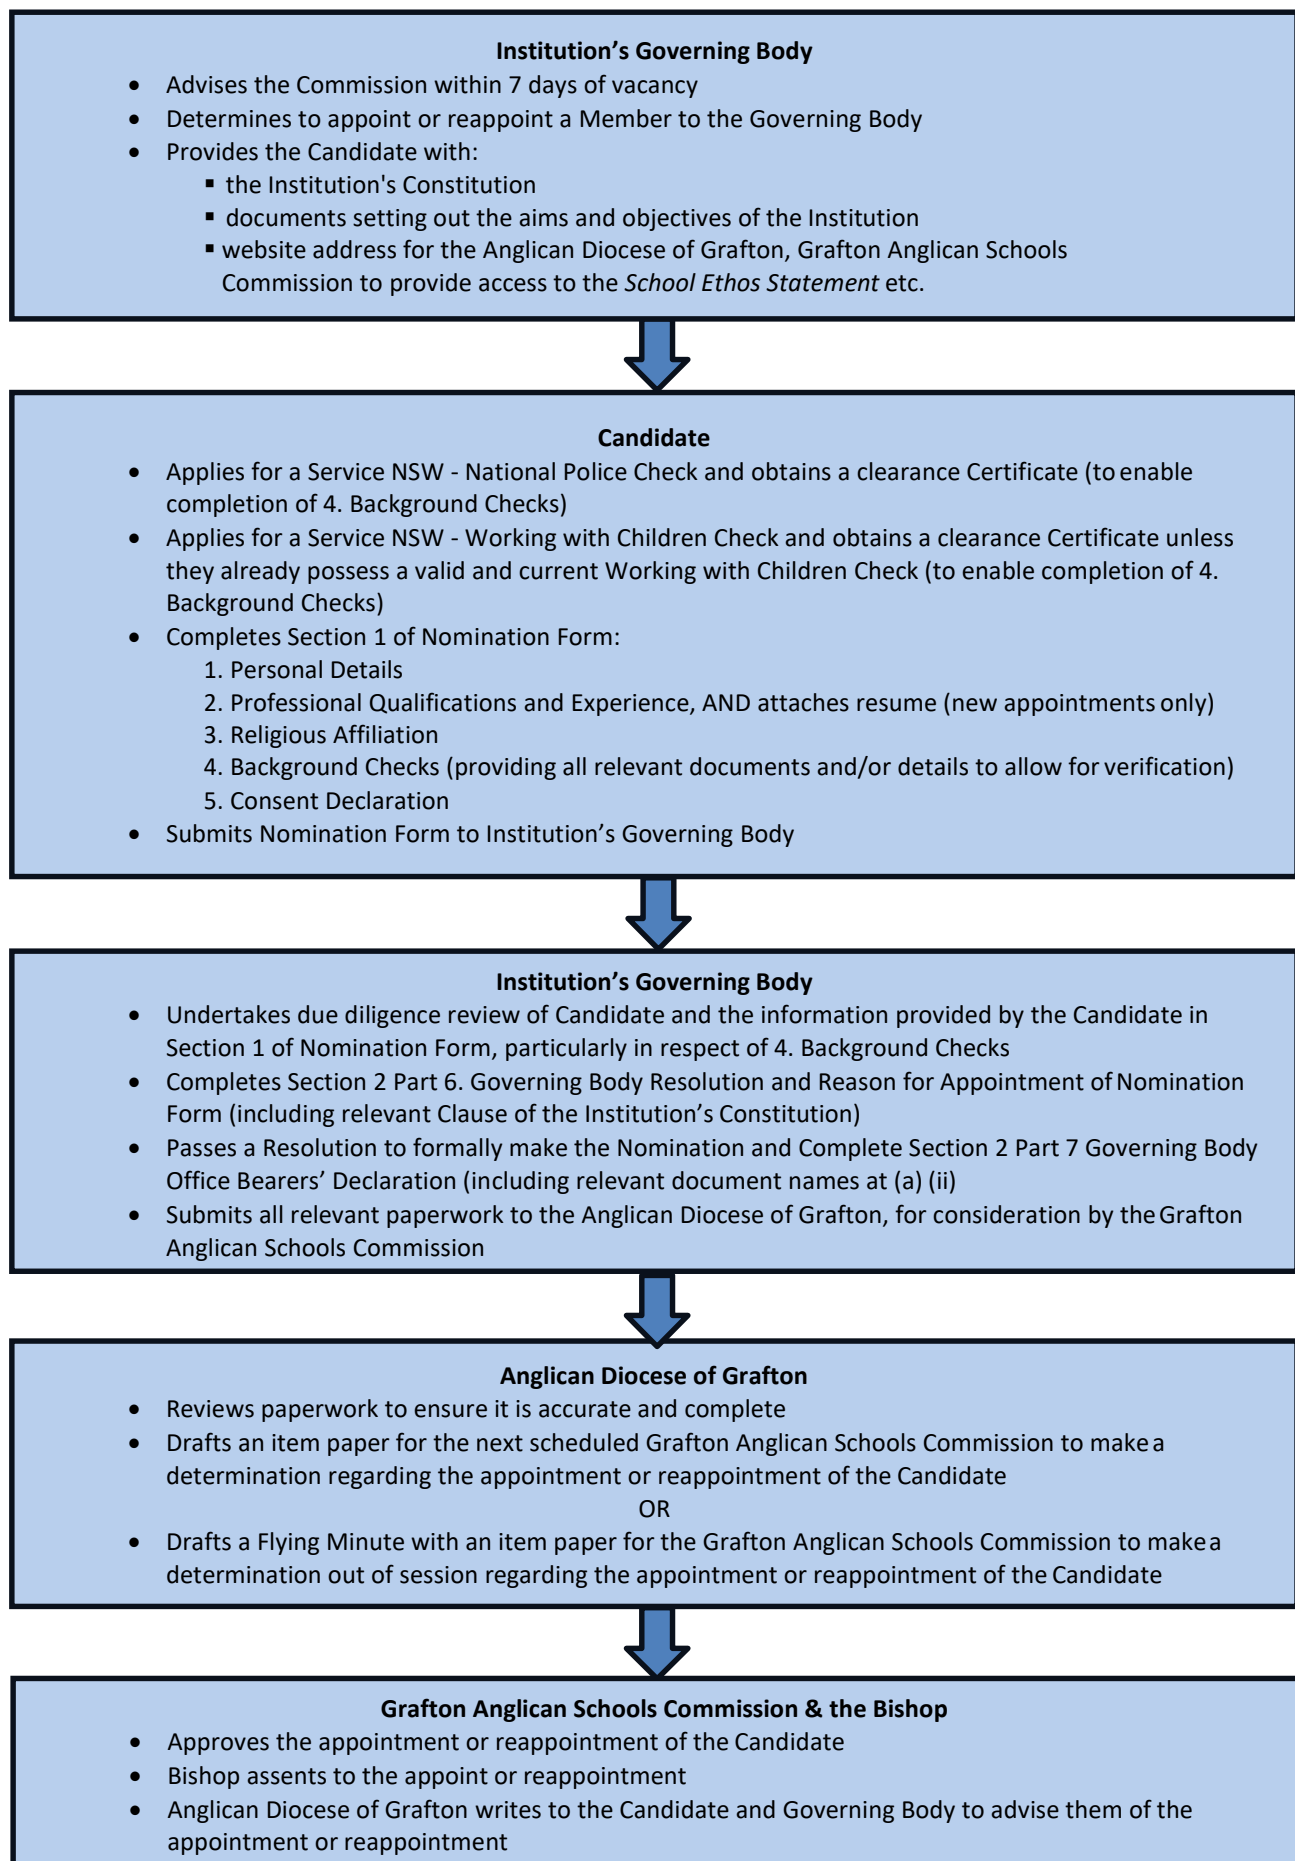 Institution’s Governing Body
• Advises the Commission within 7 days of vacancy
• Determines to appoint or reappoint a Member to the Governing Body
• Provides the Candidate with:
▪ the Institution's Constitution
▪ documents setting out the aims and objectives of the Institution
▪ website address for the Anglican Diocese of Grafton, Grafton Anglican Schools
Commission to provide access to the School Ethos Statement etc.
Candidate
• Applies for a Service NSW - National Police Check and obtains a clearance Certificate (to enable
completion of 4. Background Checks)
• Applies for a Service NSW - Working with Children Check and obtains a clearance Certificate unless
they already possess a valid and current Working with Children Check (to enable completion of 4.
Background Checks)
• Completes Section 1 of Nomination Form:
1. Personal Details
2. Professional Qualifications and Experience, AND attaches resume (new appointments only)
3. Religious Affiliation
4. Background Checks (providing all relevant documents and/or details to allow for verification)
5. Consent Declaration
• Submits Nomination Form to Institution’s Governing Body
Institution’s Governing Body
• Undertakes due diligence review of Candidate and the information provided by the Candidate in
Section 1 of Nomination Form, particularly in respect of 4. Background Checks
• Completes Section 2 Part 6. Governing Body Resolution and Reason for Appointment of Nomination
Form (including relevant Clause of the Institution’s Constitution)
• Passes a Resolution to formally make the Nomination and Complete Section 2 Part 7 Governing Body
Office Bearers’ Declaration (including relevant document names at (a) (ii)
• Submits all relevant paperwork to the Anglican Diocese of Grafton, for consideration by the Grafton
Anglican Schools Commission
Anglican Diocese of Grafton
• Reviews paperwork to ensure it is accurate and complete
• Drafts an item paper for the next scheduled Grafton Anglican Schools Commission to make a
determination regarding the appointment or reappointment of the Candidate
OR
• Drafts a Flying Minute with an item paper for the Grafton Anglican Schools Commission to make a
determination out of session regarding the appointment or reappointment of the Candidate
Grafton Anglican Schools Commission & the Bishop
• Approves the appointment or reappointment of the Candidate
• Bishop assents to the appoint or reappointment
• Anglican Diocese of Grafton writes to the Candidate and Governing Body to advise them of the
appointment or reappointment